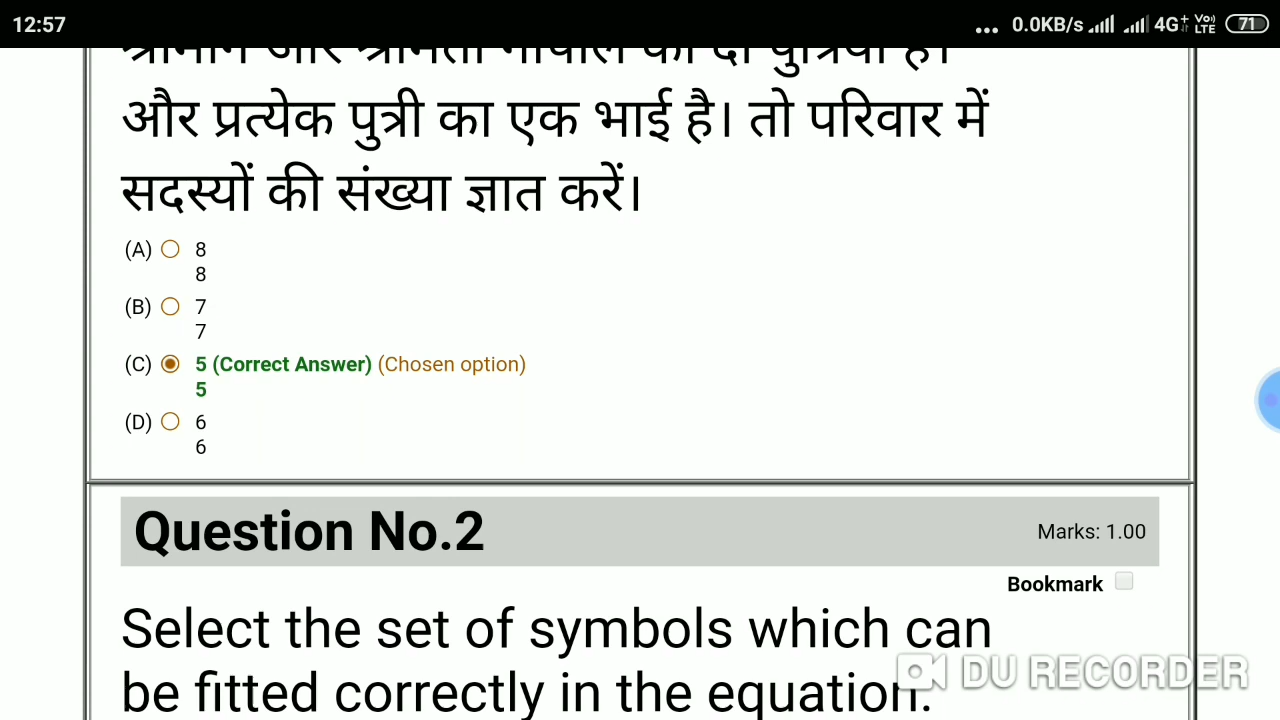 12:57
... 0.0KB/s 4G+ Vo)) LTE 71
और प्रत्येक पुत्री का एक भाई है। तो परिवार में
सदस्यों की संख्या ज्ञात करें।
(A) 8
8
(B) 7
7
(C) 5 (Correct Answer) (Chosen option)
5
(D) 6
6
Question No.2
Marks: 1.00
Bookmark
Select the set of symbols which can
be fitted correctly in the equation.
DU RECORDER